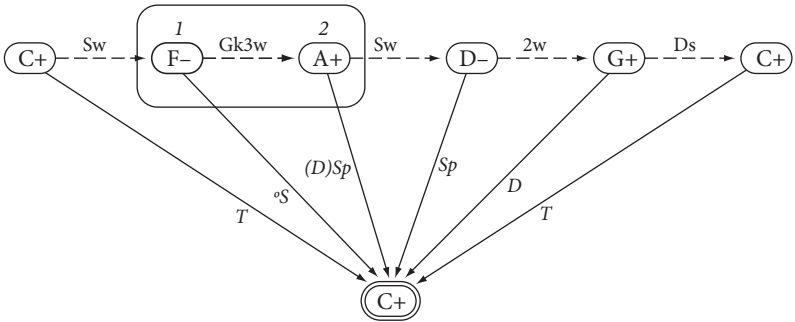 1 2
C+ Sw F– Gk3w A+ Sw D– 2w G+ Ds C+
(D)Sp Sp
ºS D
T T
C+